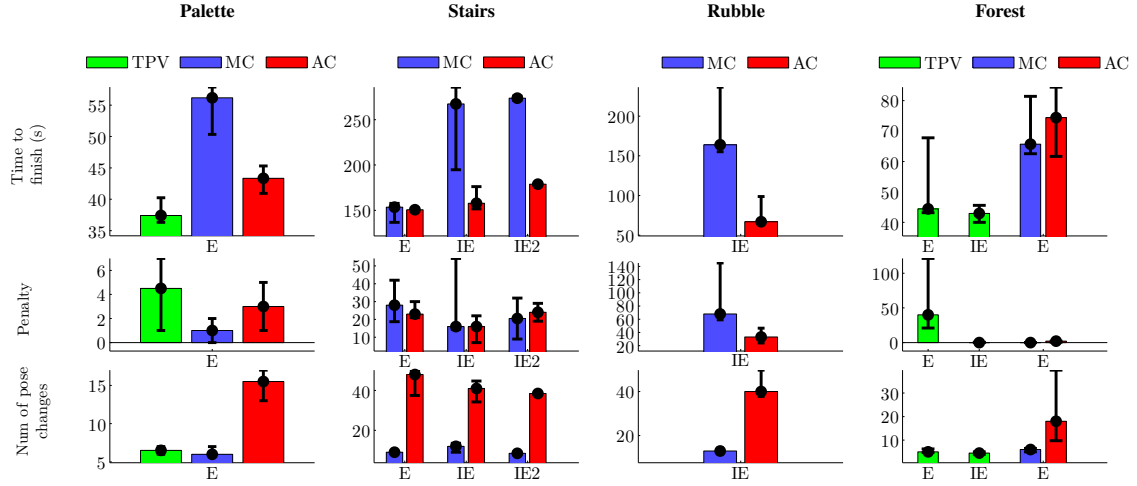 Palette
Stairs
Rubble
Forest
TPV MC AC
MC AC
MC AC
TPV MC AC
Time to
finish (s)
55
50
45
40
35
E
250
200
150
E IE IE2
200
150
100
50
IE
80
70
60
50
40
E IE E
Penalty
6
4
2
0
E
50
40
30
20
10
E IE IE2
140
120
100
80
60
40
20
IE
100
50
0
E IE E
Num of pose
changes
15
10
5
E
40
20
E IE IE2
40
20
IE
30
20
10
E IE E